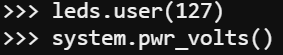 >>> leds.user(127)
>>> system.pwr_volts()